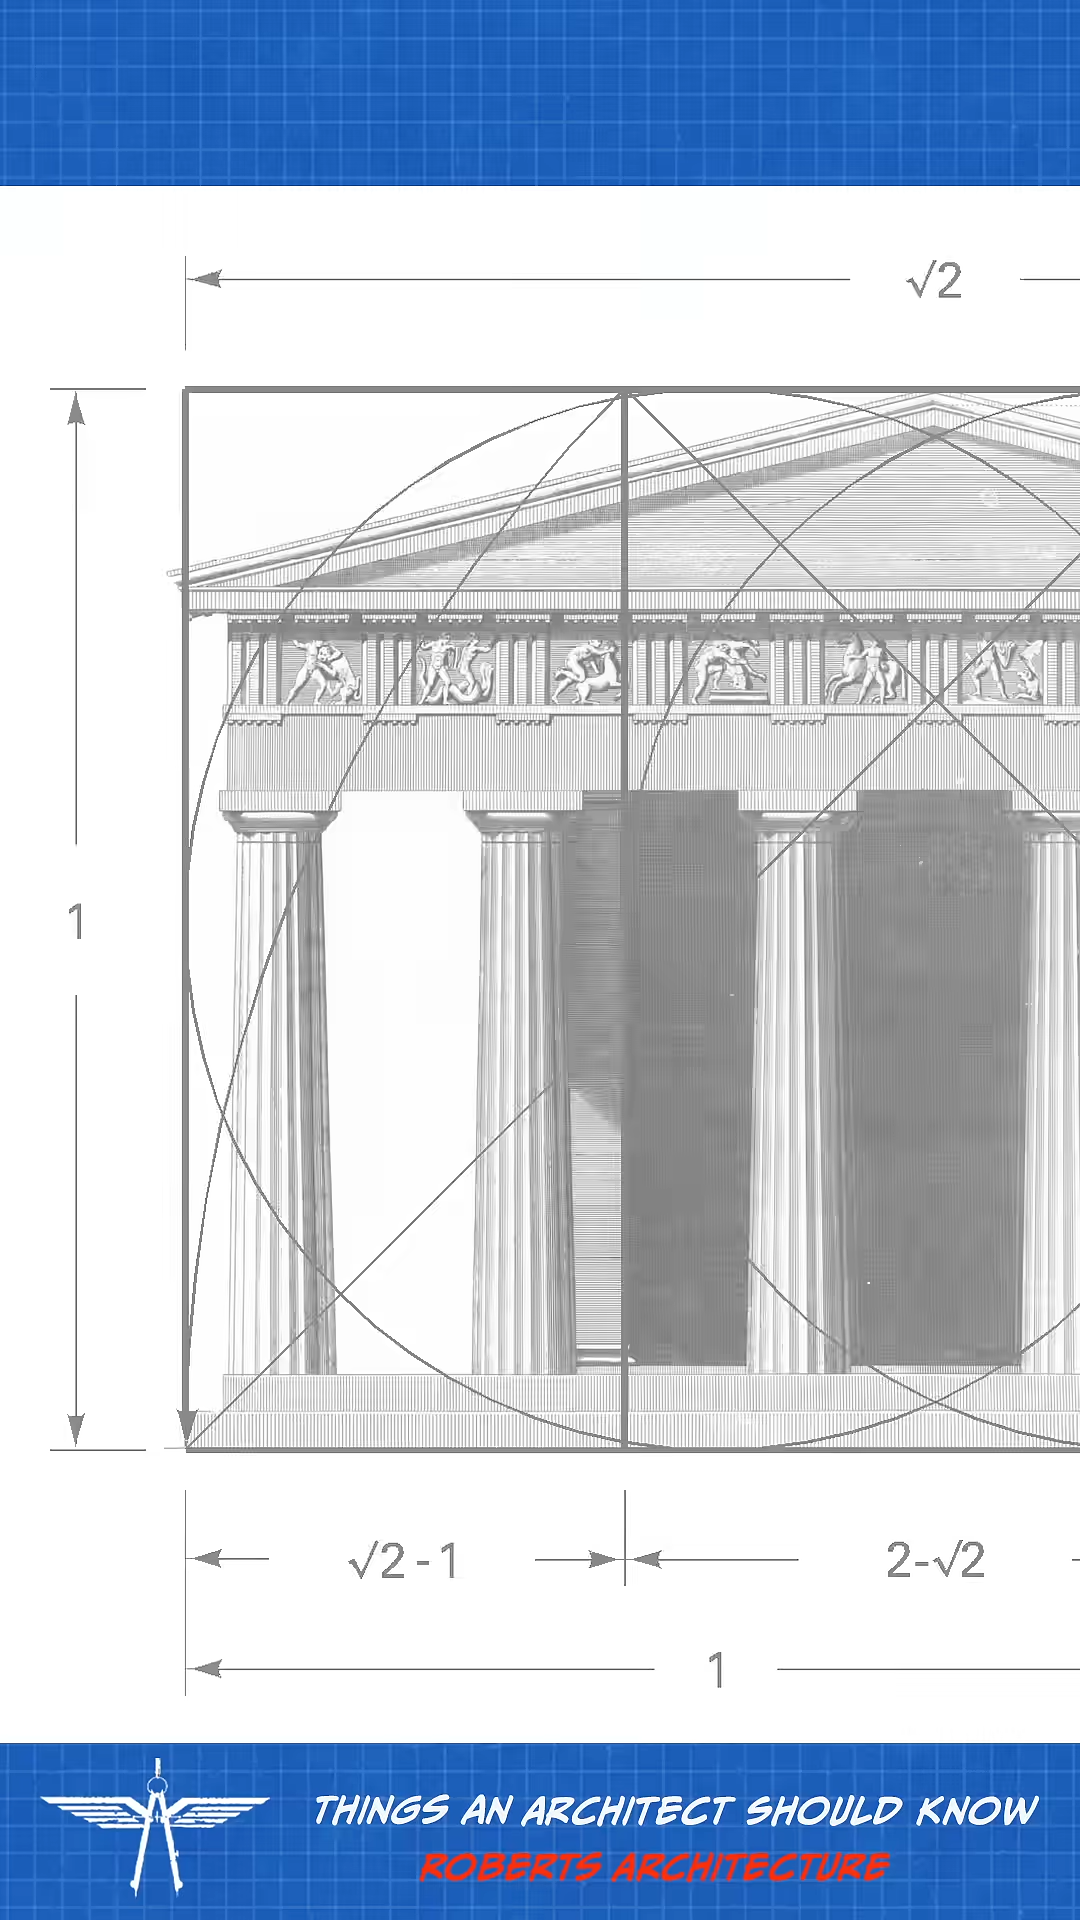 √2
1
√2 - 1
2-√2
1
THINGS AN ARCHITECT SHOULD KNOW
ROBERTS ARCHITECTURE